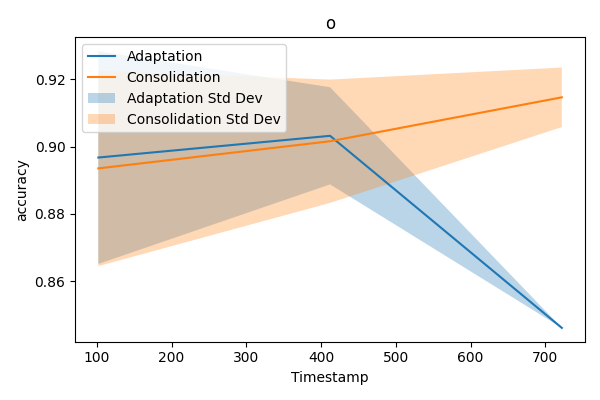 o
Adaptation
Consolidation
Adaptation Std Dev
Consolidation Std Dev
0.92
0.90
0.88
0.86
accuracy
100 200 300 400 500 600 700
Timestamp